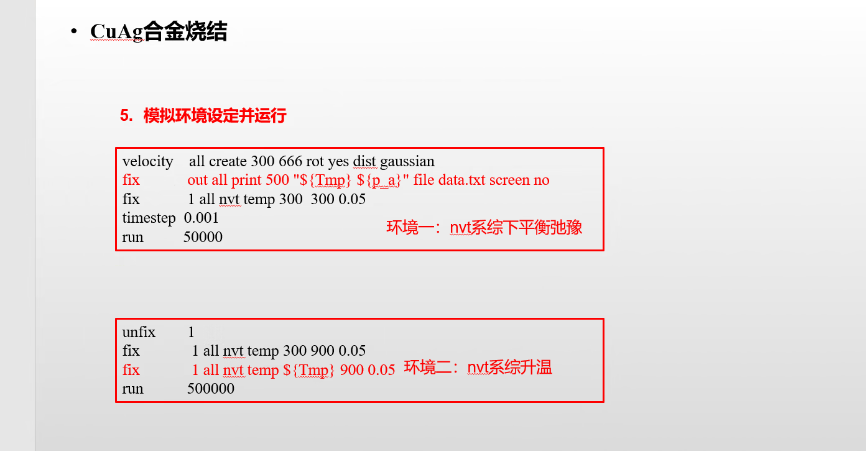 • CuAg合金烧结
5. 模拟环境设定并运行
velocity all create 300 666 rot yes dist gaussian
fix out all print 500 "${Tmp} ${p_a}" file data.txt screen no
fix 1 all nvt temp 300 300 0.05
timestep 0.001
run 50000
环境一：nvt系综下平衡弛豫
unfix 1
fix 1 all nvt temp 300 900 0.05
fix 1 all nvt temp ${Tmp} 900 0.05
环境二：nvt系综升温
run 500000